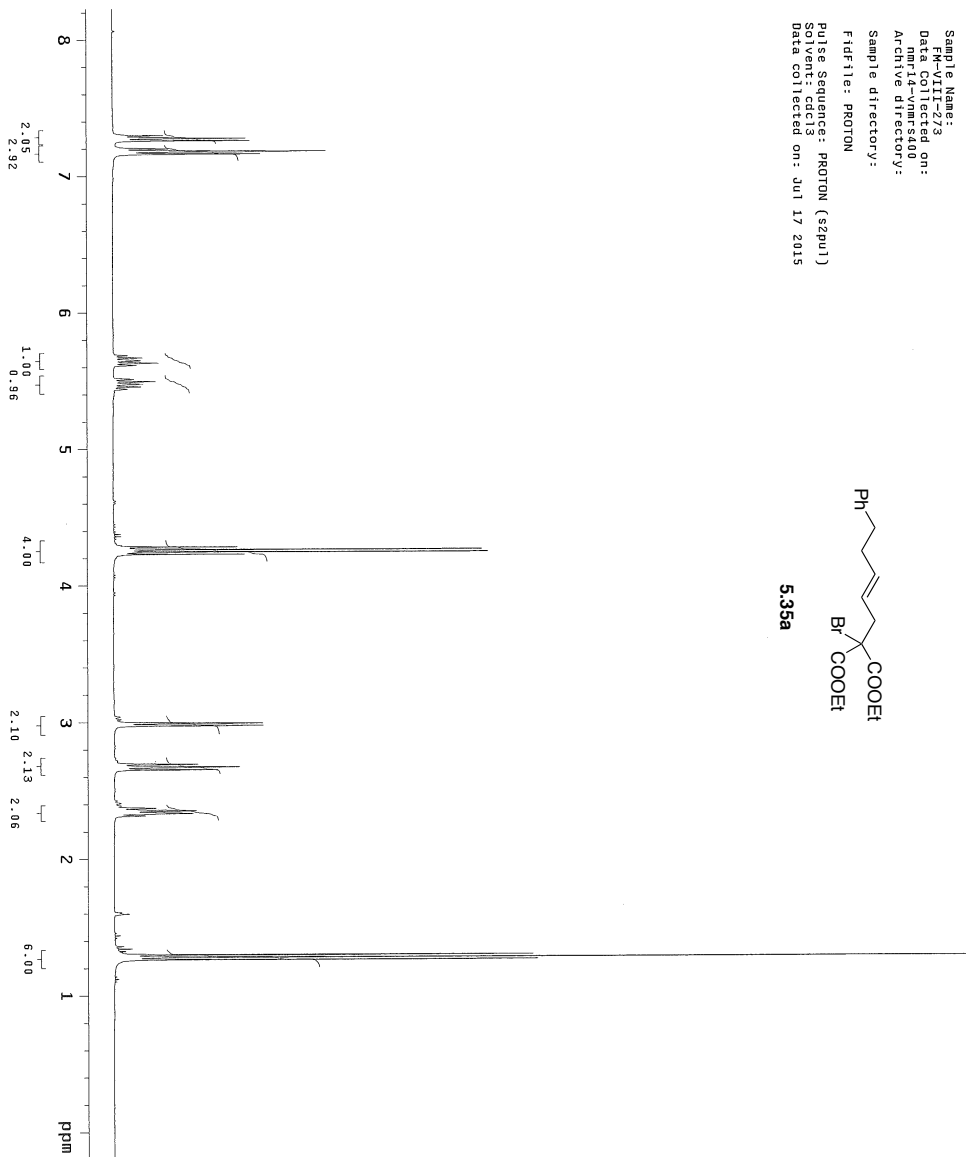 Sample Name:
FM-VIII-273
Data Collected on:
nmr14-vnmrs400
Archive directory:
Sample directory:
FidFile: PROTON
Pulse Sequence: PROTON (s2pul)
Solvent: cdcl3
Data collected on: Jul 17 2015
Ph
Br
COOEt
COOEt
5.35a
8 7 6 5 4 3 2 1 ppm
2.05 2.92 1.00 0.96 4.00 2.10 2.13 2.06 6.00